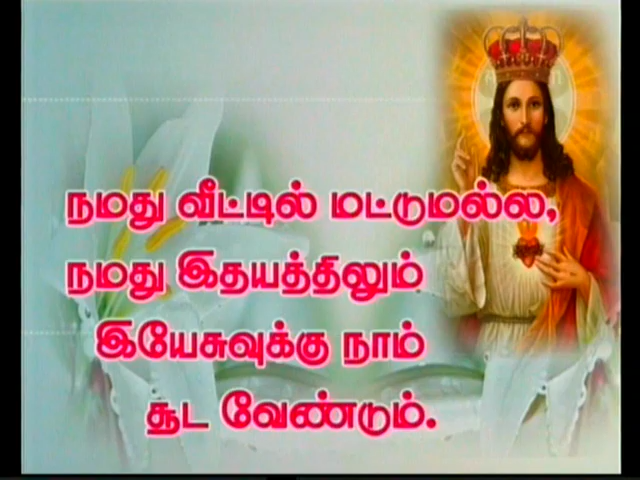 நமது வீட்டில் மட்டுமல்ல,
நமது இதயத்திலும்
இயேசுவுக்கு நாம்
சூட வேண்டும்.